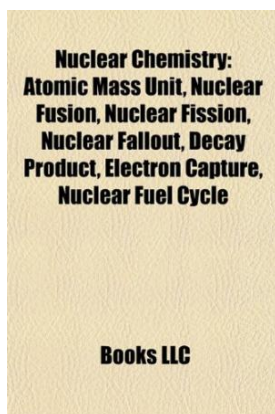 Nuclear Chemistry:
Atomic Mass Unit, Nuclear
Fusion, Nuclear Fission,
Nuclear Fallout, Decay
Product, Electron Capture,
Nuclear Fuel Cycle
Books LLC